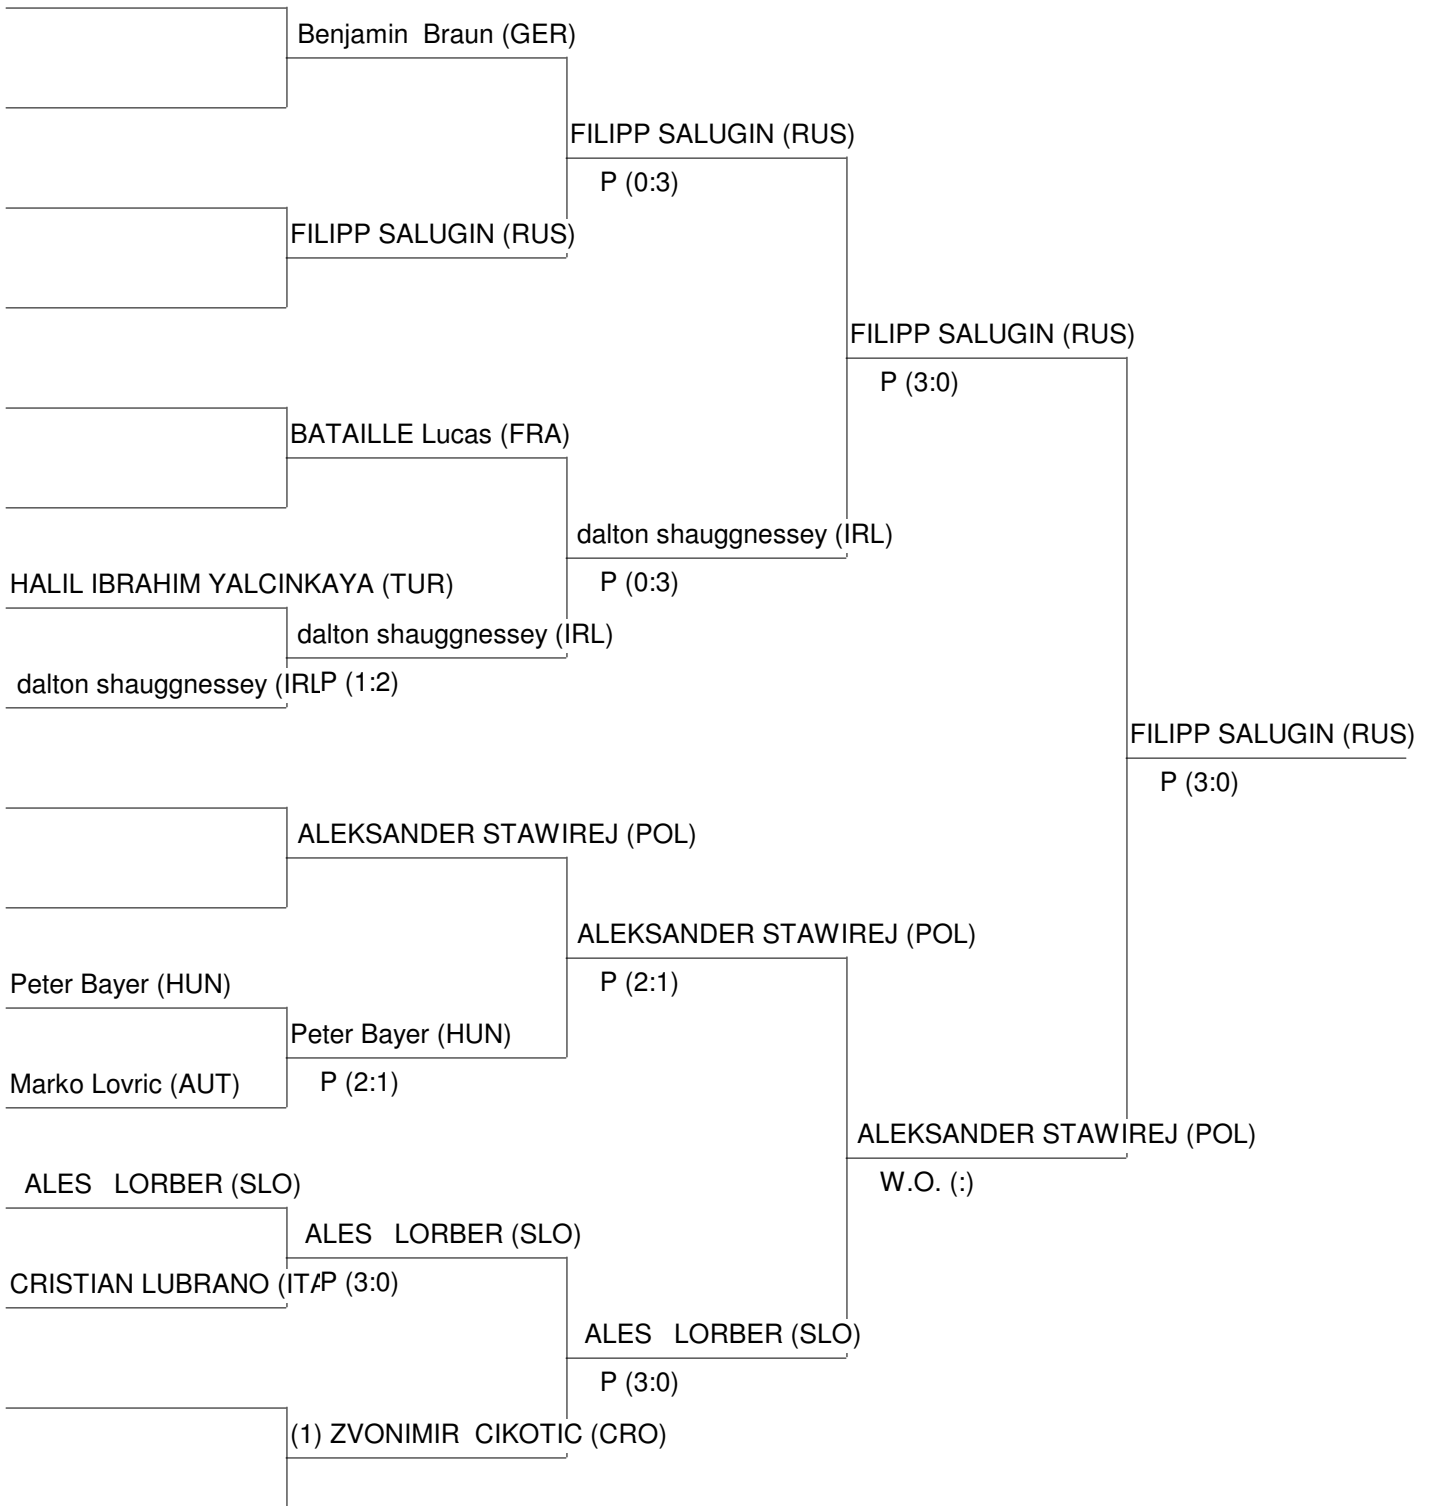 Benjamin  Braun (GER)
FILIPP SALUGIN (RUS)
P (0:3)
FILIPP SALUGIN (RUS)
FILIPP SALUGIN (RUS)
P (3:0)
BATAILLE Lucas (FRA)
dalton shauggnessey (IRL)
P (0:3)
HALIL IBRAHIM YALCINKAYA (TUR)
dalton shauggnessey (IRL)
dalton shauggnessey (IRL
P (1:2)
FILIPP SALUGIN (RUS)
P (3:0)
ALEKSANDER STAWIREJ (POL)
ALEKSANDER STAWIREJ (POL)
P (2:1)
Peter Bayer (HUN)
Peter Bayer (HUN)
Marko Lovric (AUT)
P (2:1)
ALEKSANDER STAWIREJ (POL)
W.O. (:)
ALES   LORBER (SLO)
ALES   LORBER (SLO)
CRISTIAN LUBRANO (ITA
P (3:0)
ALES   LORBER (SLO)
P (3:0)
(1) ZVONIMIR  CIKOTIC (CRO)